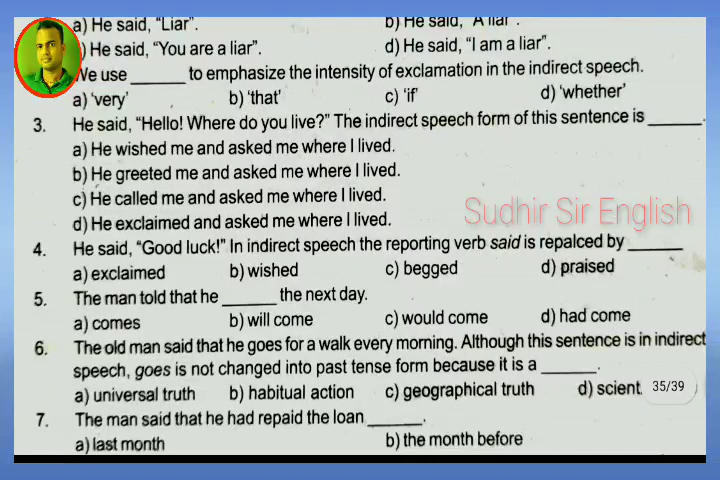 a) He said, “Liar”. b) He said, “A liar”.
) He said, “You are a liar”. d) He said, “I am a liar”.
We use ______ to emphasize the intensity of exclamation in the indirect speech.
a) ‘very’ b) ‘that’ c) ‘if’ d) ‘whether’
3. He said, “Hello! Where do you live?” The indirect speech form of this sentence is ______.
a) He wished me and asked me where I lived.
b) He greeted me and asked me where I lived.
c) He called me and asked me where I lived.
d) He exclaimed and asked me where I lived.
Sudhir Sir English
4. He said, “Good luck!” In indirect speech the reporting verb said is repalced by ______
a) exclaimed b) wished c) begged d) praised
5. The man told that he ______ the next day.
a) comes b) will come c) would come d) had come
6. The old man said that he goes for a walk every morning. Although this sentence is in indirect
speech, goes is not changed into past tense form because it is a ______.
a) universal truth b) habitual action c) geographical truth d) scient 35/39
7. The man said that he had repaid the loan ______.
a) last month b) the month before